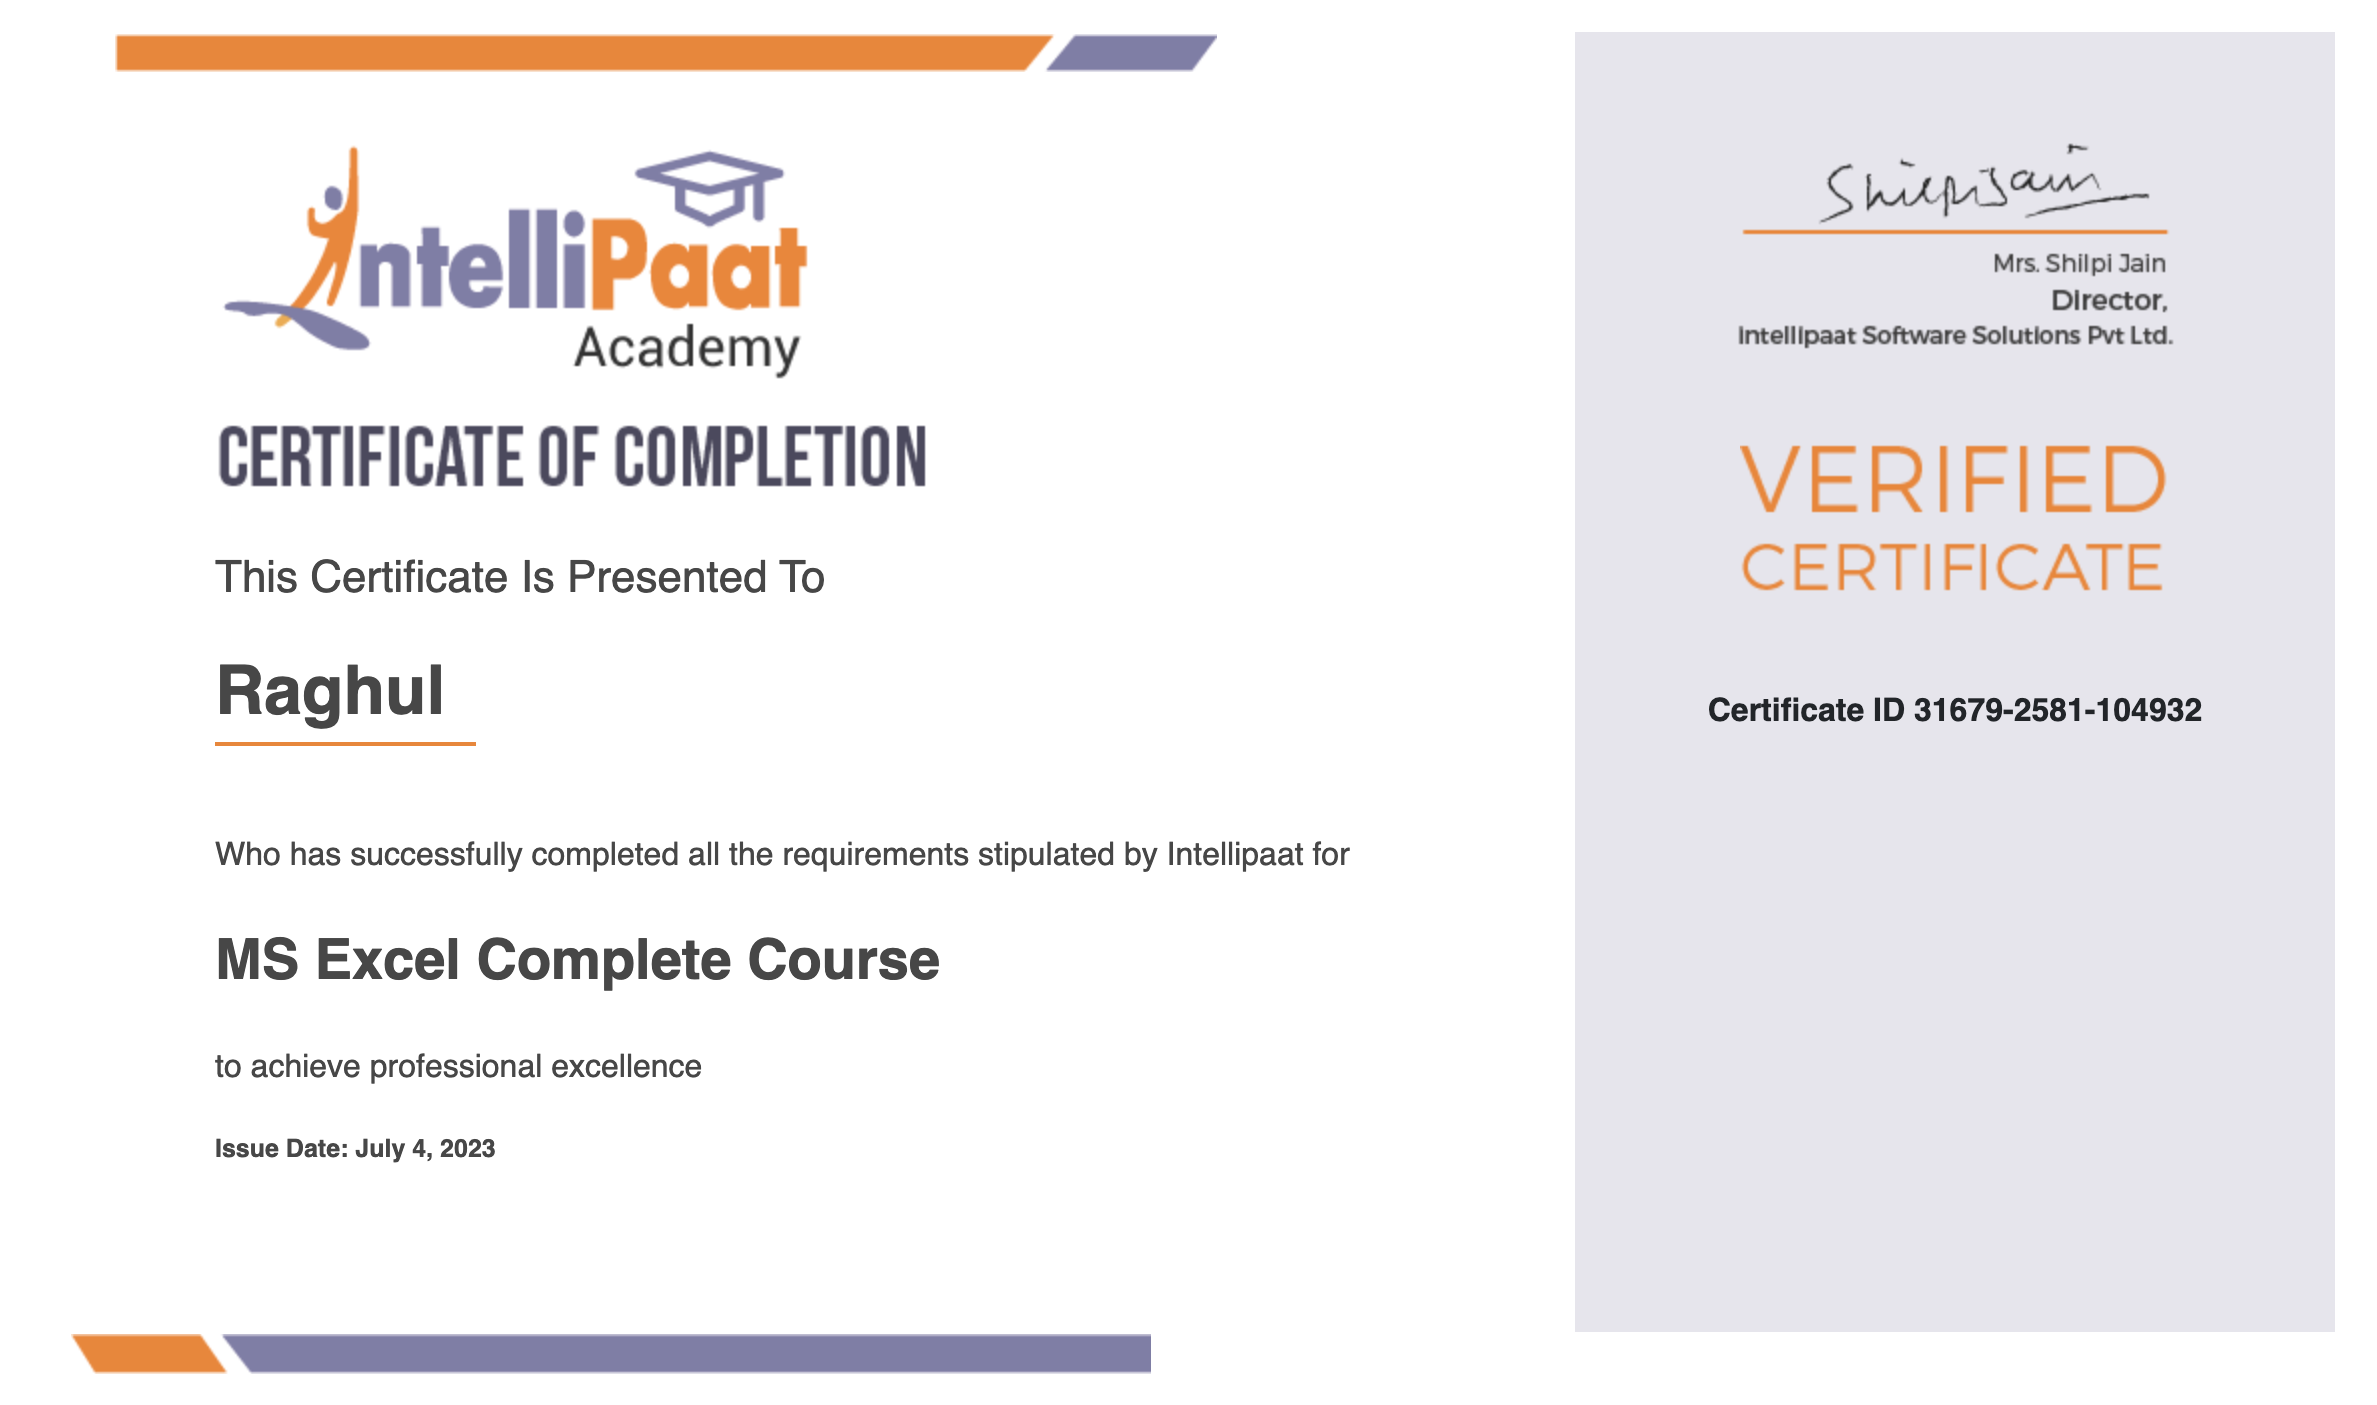 IntelliPaat
Academy
CERTIFICATE OF COMPLETION
This Certificate Is Presented To
Raghul
Who has successfully completed all the requirements stipulated by Intellipaat for
MS Excel Complete Course
to achieve professional excellence
Issue Date: July 4, 2023
Shilpi Jain
Mrs. Shilpi Jain
Director,
Intellipaat Software Solutions Pvt Ltd.
VERIFIED
CERTIFICATE
Certificate ID 31679-2581-104932